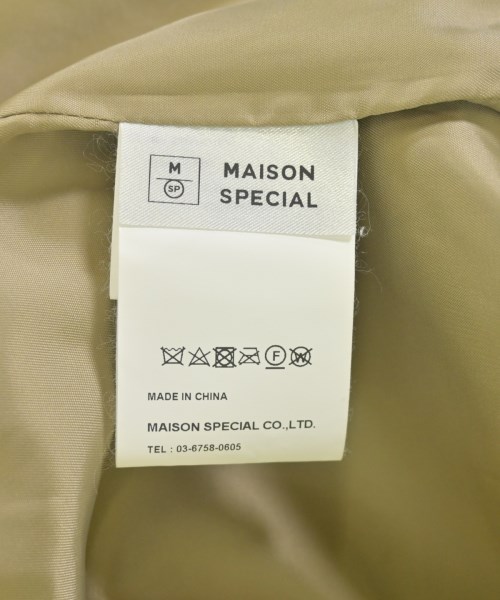 M
SP
MAISON
SPECIAL
F
W
MADE IN CHINA
MAISON SPECIAL CO.,LTD.
TEL : 03-6758-0605